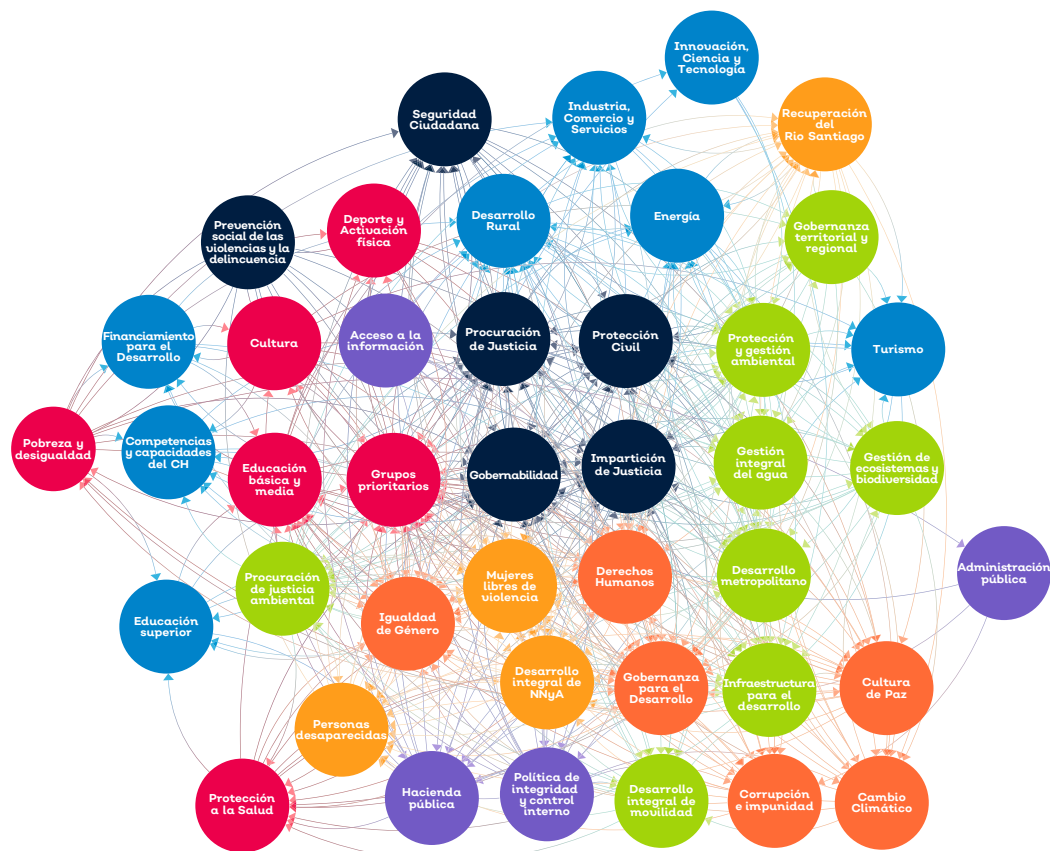 Innovación,
Ciencia y
Tecnología
Seguridad
Ciudadana
Industria,
Comercio y
Servicios
Recuperación
del
Rio Santiago
Prevención
social de las
violencias y la
delincuencia
Deporte y
Activación
física
Desarrollo
Rural
Energía
Gobernanza
territorial y
regional
Financiamiento
para el
Desarrollo
Cultura
Acceso a la
información
Procuración
de Justicia
Protección
Civil
Protección
y gestión
ambiental
Turismo
Pobreza y
desigualdad
Competencias
y capacidades
del CH
Educación
básica y
media
Grupos
prioritarios
Gobernabilidad
Impartición
de Justicia
Gestión
integral
del agua
Gestión de
ecosistemas y
biodiversidad
Administración
pública
Procuración
de justicia
ambiental
Mujeres
libres de
violencia
Derechos
Humanos
Desarrollo
metropolitano
Educación
superior
Igualdad
de Género
Desarrollo
integral de
NNyA
Gobernanza
para el
Desarrollo
Infraestructura
para el
desarrollo
Cultura
de Paz
Personas
desaparecidas
Protección
a la Salud
Hacienda
pública
Política de
integridad
y control
interno
Desarrollo
integral de
movilidad
Corrupción
e impunidad
Cambio
Climático